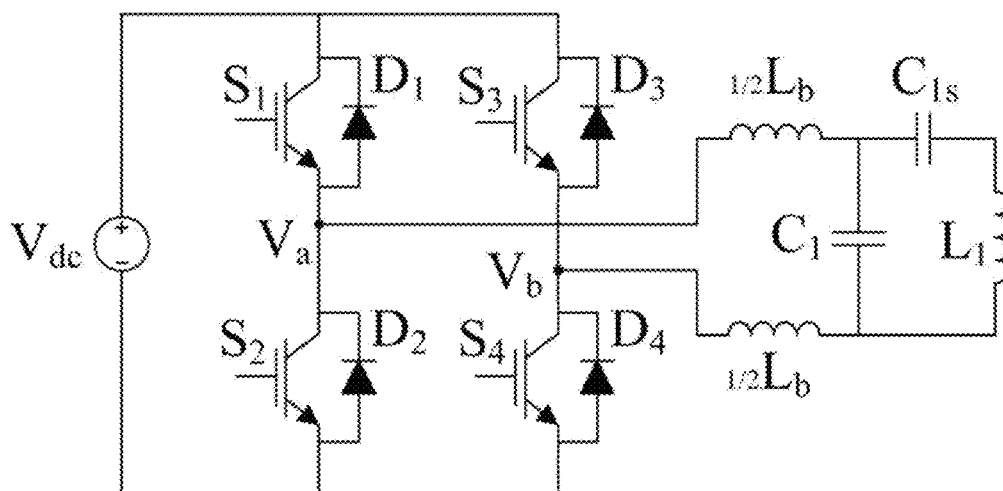 S1
D1
S3
D3
1/2Lb
C1s
Vdc
Va
Vb
C1
L1
S2
D2
S4
D4
1/2Lb